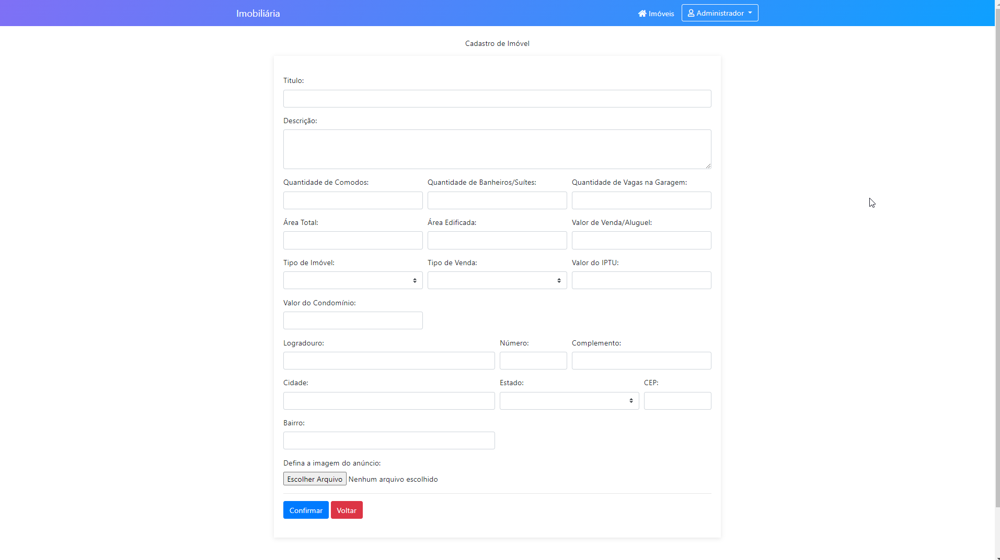 Imobiliária
Imóveis
Administrador
Cadastro de Imóvel
Titulo:
Descrição:
Quantidade de Comodos: Quantidade de Banheiros/Suítes: Quantidade de Vagas na Garagem:
Área Total: Área Edificada: Valor de Venda/Aluguel:
Tipo de Imóvel: Tipo de Venda: Valor do IPTU:
Valor do Condomínio:
Logradouro: Número: Complemento:
Cidade: Estado: CEP:
Bairro:
Defina a imagem do anúncio:
Escolher Arquivo Nenhum arquivo escolhido
Confirmar Voltar